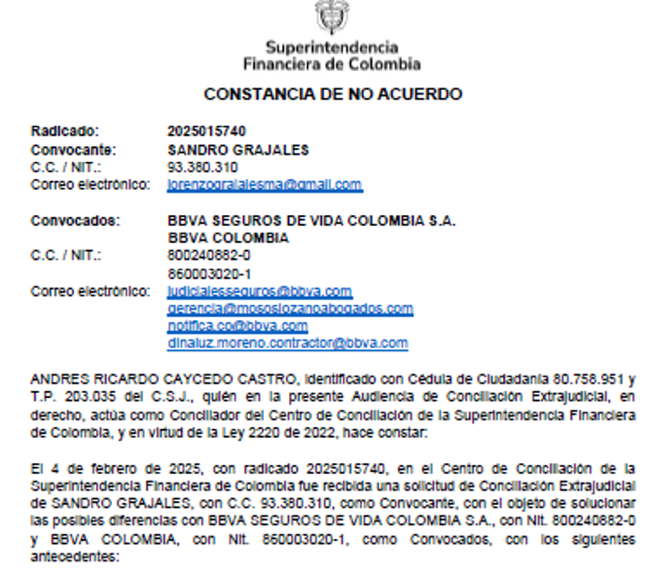 Superintendencia
Financiera de Colombia
CONSTANCIA DE NO ACUERDO
Radicado: 2025015740
Convocante: SANDRO GRAJALES
C.C. / NIT.: 93.380.310
Correo electrónico: lorenzograjalesma@gmail.com
Convocados: BBVA SEGUROS DE VIDA COLOMBIA S.A.
BBVA COLOMBIA
C.C. / NIT.: 800240882-0
860003020-1
Correo electrónico: judicialesseguros@bbva.com
gerencia@mososlozanoabogados.com
notifica.co@bbva.com
dinaluz.moreno.contractor@bbva.com
ANDRES RICARDO CAYCEDO CASTRO, identificado con Cédula de Ciudadanía 80.758.951 y
T.P. 203.035 del C.S.J., quién en la presente Audiencia de Conciliación Extrajudicial, en
derecho, actúa como Conciliador del Centro de Conciliación de la Superintendencia Financiera
de Colombia, y en virtud de la Ley 2220 de 2022, hace constar:
El 4 de febrero de 2025, con radicado 2025015740, en el Centro de Conciliación de la
Superintendencia Financiera de Colombia fue recibida una solicitud de Conciliación Extrajudicial
de SANDRO GRAJALES, con C.C. 93.380.310, como Convocante, con el objeto de solucionar
las posibles diferencias con BBVA SEGUROS DE VIDA COLOMBIA S.A., con Nit. 800240882-0
y BBVA COLOMBIA, con Nit. 860003020-1, como Convocados, con los siguientes
antecedentes: